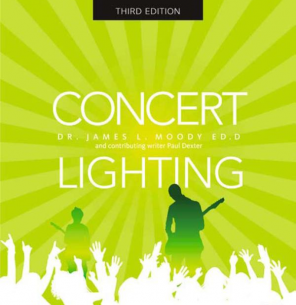 THIRD EDITION
CONCERT
DR. JAMES L. MOODY ED.D
and contributing writer Paul Dexter
LIGHTING